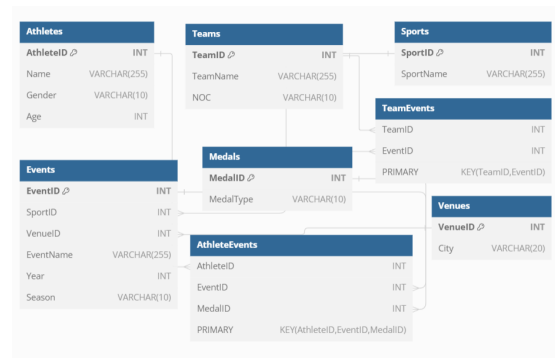 Athletes
AthleteID INT
Name VARCHAR(255)
Gender VARCHAR(10)
Age INT
Teams
TeamID INT
TeamName VARCHAR(255)
NOC VARCHAR(10)
Sports
SportID INT
SportName VARCHAR(255)
TeamEvents
TeamID INT
EventID INT
PRIMARY KEY(TeamID,EventID)
Medals
MedalID INT
MedalType VARCHAR(10)
Events
EventID INT
SportID INT
VenueID INT
EventName VARCHAR(255)
Year INT
Season VARCHAR(10)
Venues
VenueID INT
City VARCHAR(20)
AthleteEvents
AthleteID INT
EventID INT
MedalID INT
PRIMARY KEY(AthleteID,EventID,MedalID)